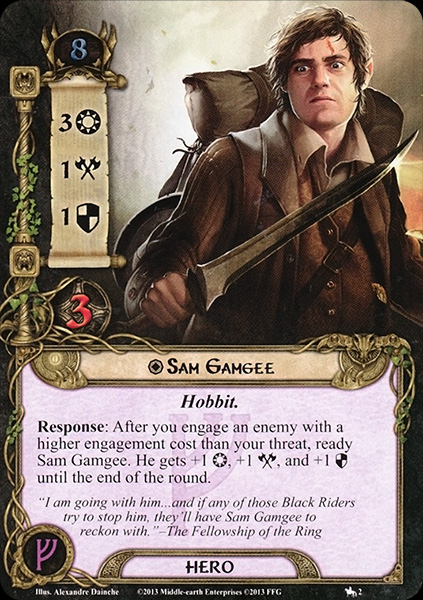 8
3
1
1
3
Sam Gamgee
Hobbit.
Response: After you engage an enemy with a
higher engagement cost than your threat, ready
Sam Gamgee. He gets +1 , +1 , and +1
until the end of the round.
“I am going with him...and if any of those Black Riders
try to stop him, they’ll have Sam Gamgee to
reckon with.”–The Fellowship of the Ring
HERO
Illus. Alexandre Dainche ©2013 Middle-earth Enterprises ©2013 FFG 2